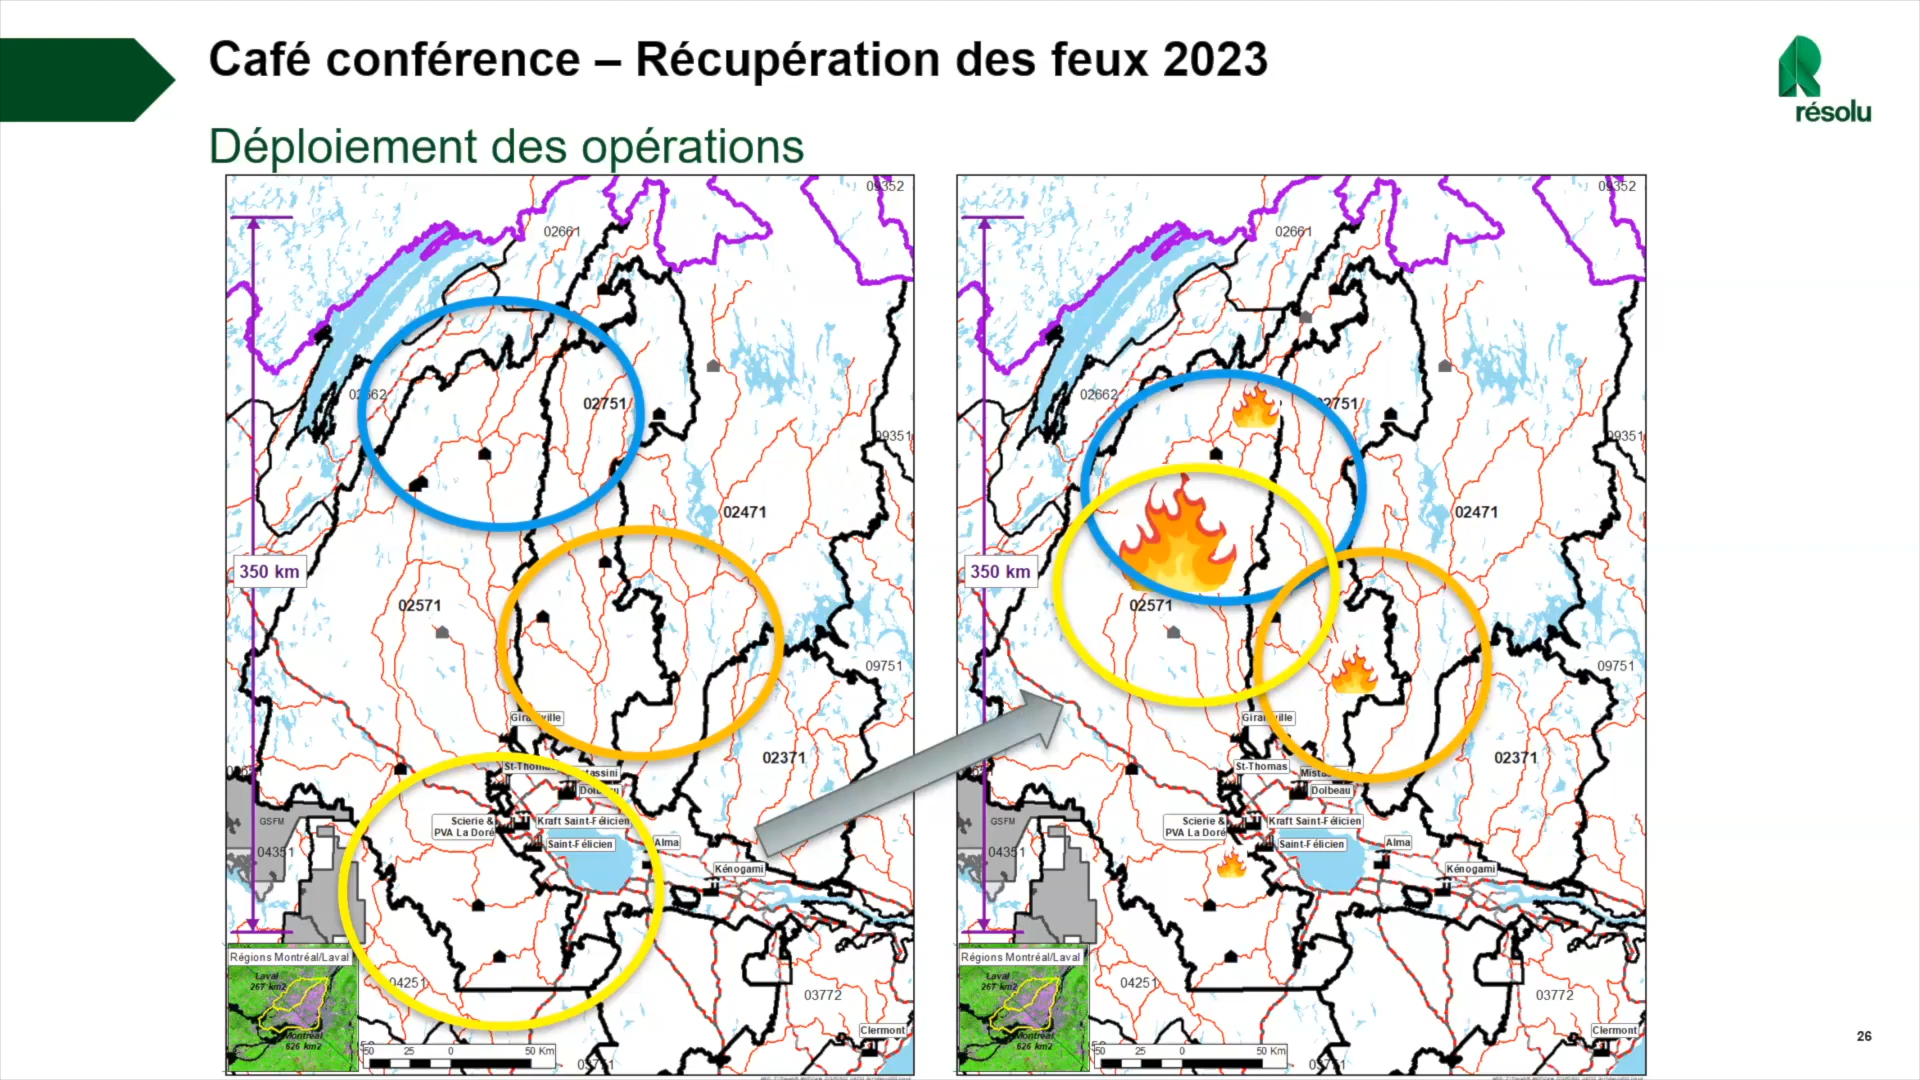 Café conférence – Récupération des feux 2023
résolu
Déploiement des opérations
09352
02661
02662
02751
09351
02471
350 km
02571
09751
Girardville
02371
St-Thomas
Dolbeau
Scierie &
PVA La Doré
Kraft Saint-Félicien
Saint-Félicien
Alma
Kénogami
GSFM
04351
Régions Montréal/Laval
Laval
267 km2
Montréal
626 km2
04251
03772
Clermont
50 25 0 50 Km
09352
02661
02662
02751
09351
02471
350 km
02571
09751
Girardville
02371
St-Thomas
Dolbeau
Scierie &
PVA La Doré
Kraft Saint-Félicien
Saint-Félicien
Alma
Kénogami
GSFM
04351
Régions Montréal/Laval
Laval
267 km2
Montréal
626 km2
04251
03772
Clermont
50 25 0 50 Km
26